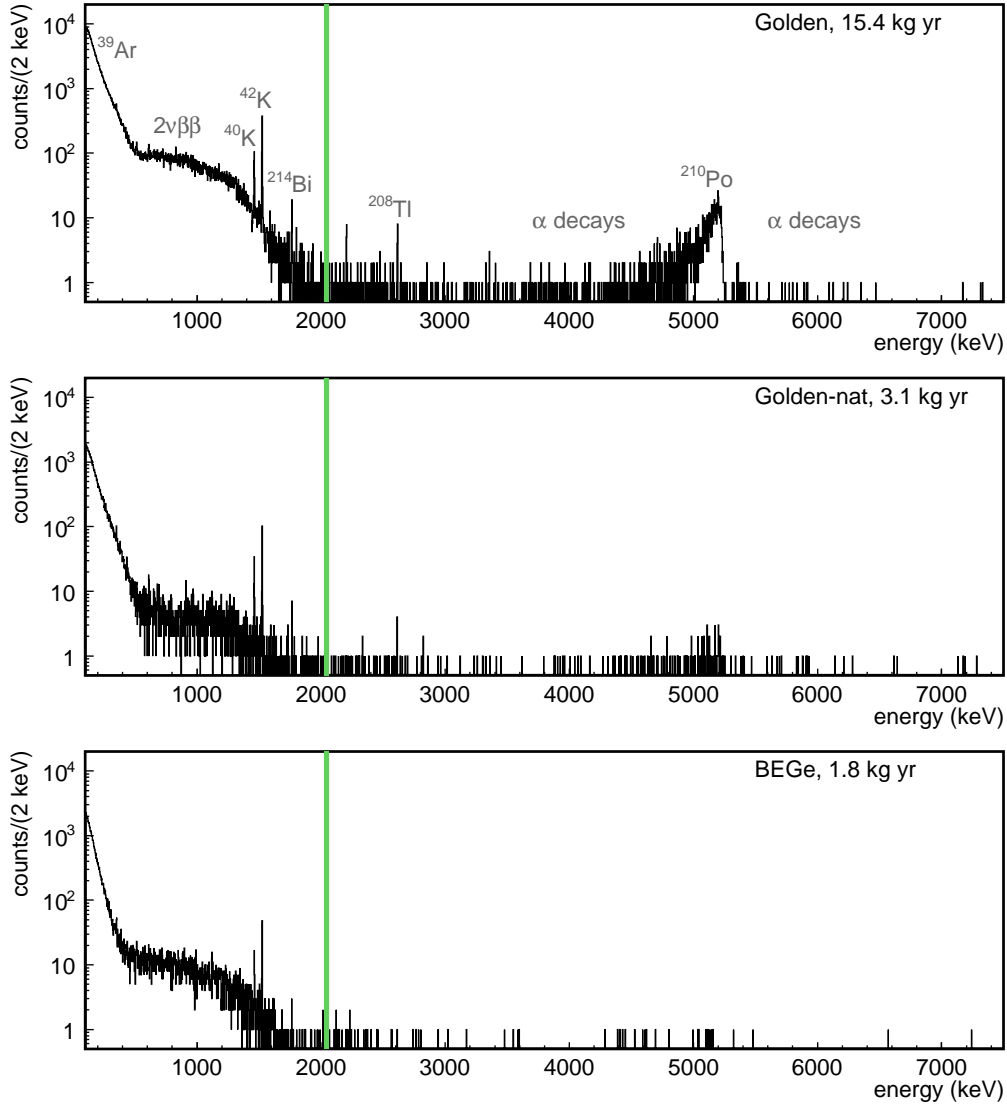 counts/(2 keV)
10⁴
10³
10²
10
1
Golden, 15.4 kg yr
³⁹Ar
2νββ
⁴⁰K
⁴²K
²¹⁴Bi
²⁰⁸Tl
α decays
²¹⁰Po
α decays
1000 2000 3000 4000 5000 6000 7000
energy (keV)
counts/(2 keV)
10⁴
10³
10²
10
1
Golden-nat, 3.1 kg yr
1000 2000 3000 4000 5000 6000 7000
energy (keV)
counts/(2 keV)
10⁴
10³
10²
10
1
BEGe, 1.8 kg yr
1000 2000 3000 4000 5000 6000 7000
energy (keV)